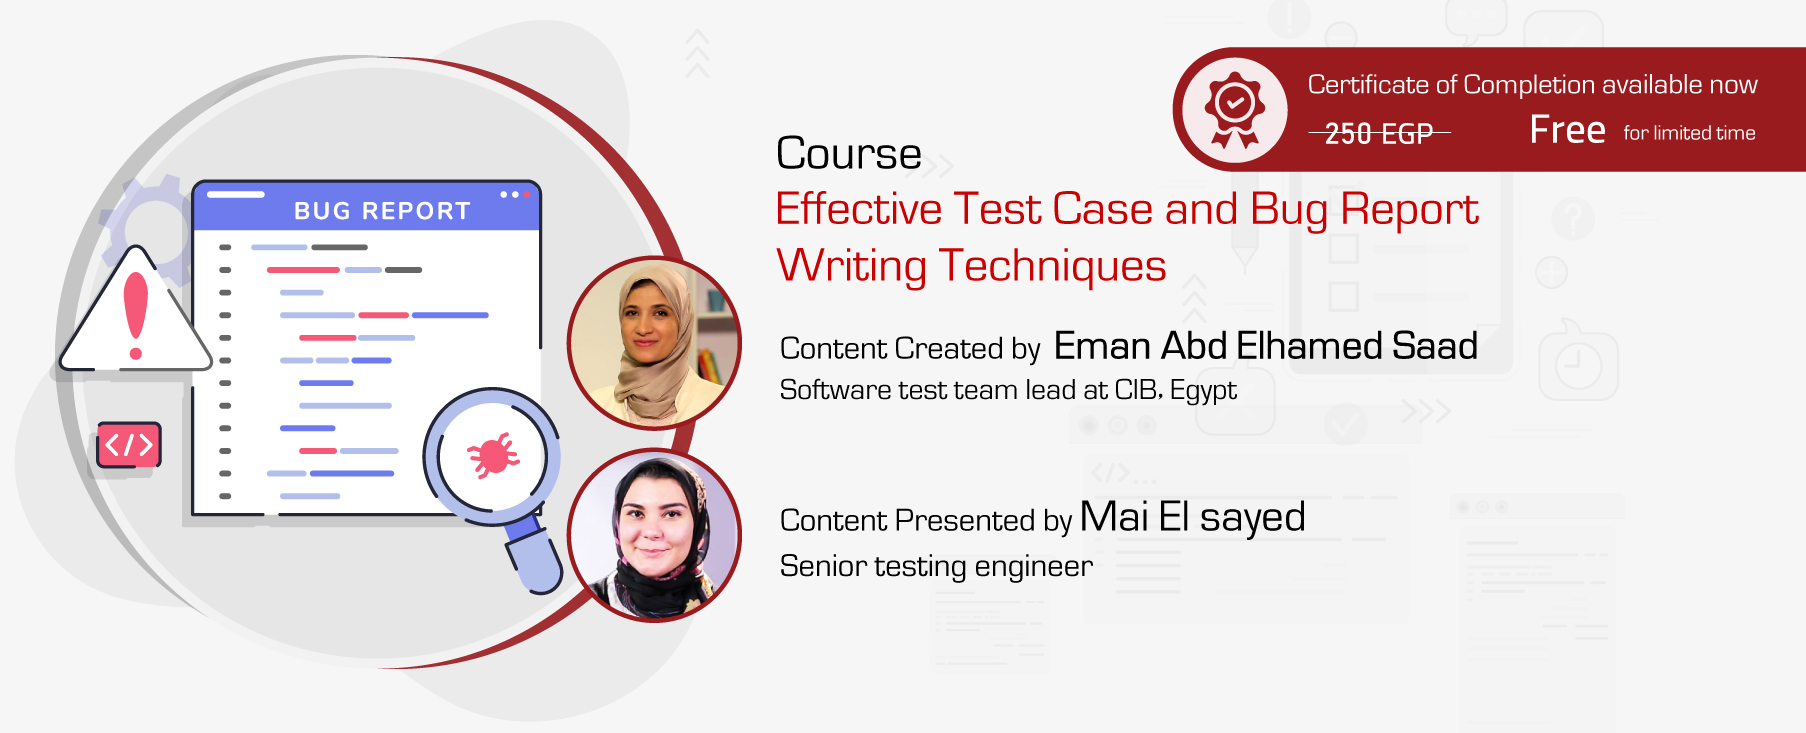 Certificate of Completion available now
250 EGP Free for limited time
Course
Effective Test Case and Bug Report
Writing Techniques
Content Created by Eman Abd Elhamed Saad
Software test team lead at CIB, Egypt
Content Presented by Mai El sayed
Senior testing engineer
BUG REPORT
</>
</>...